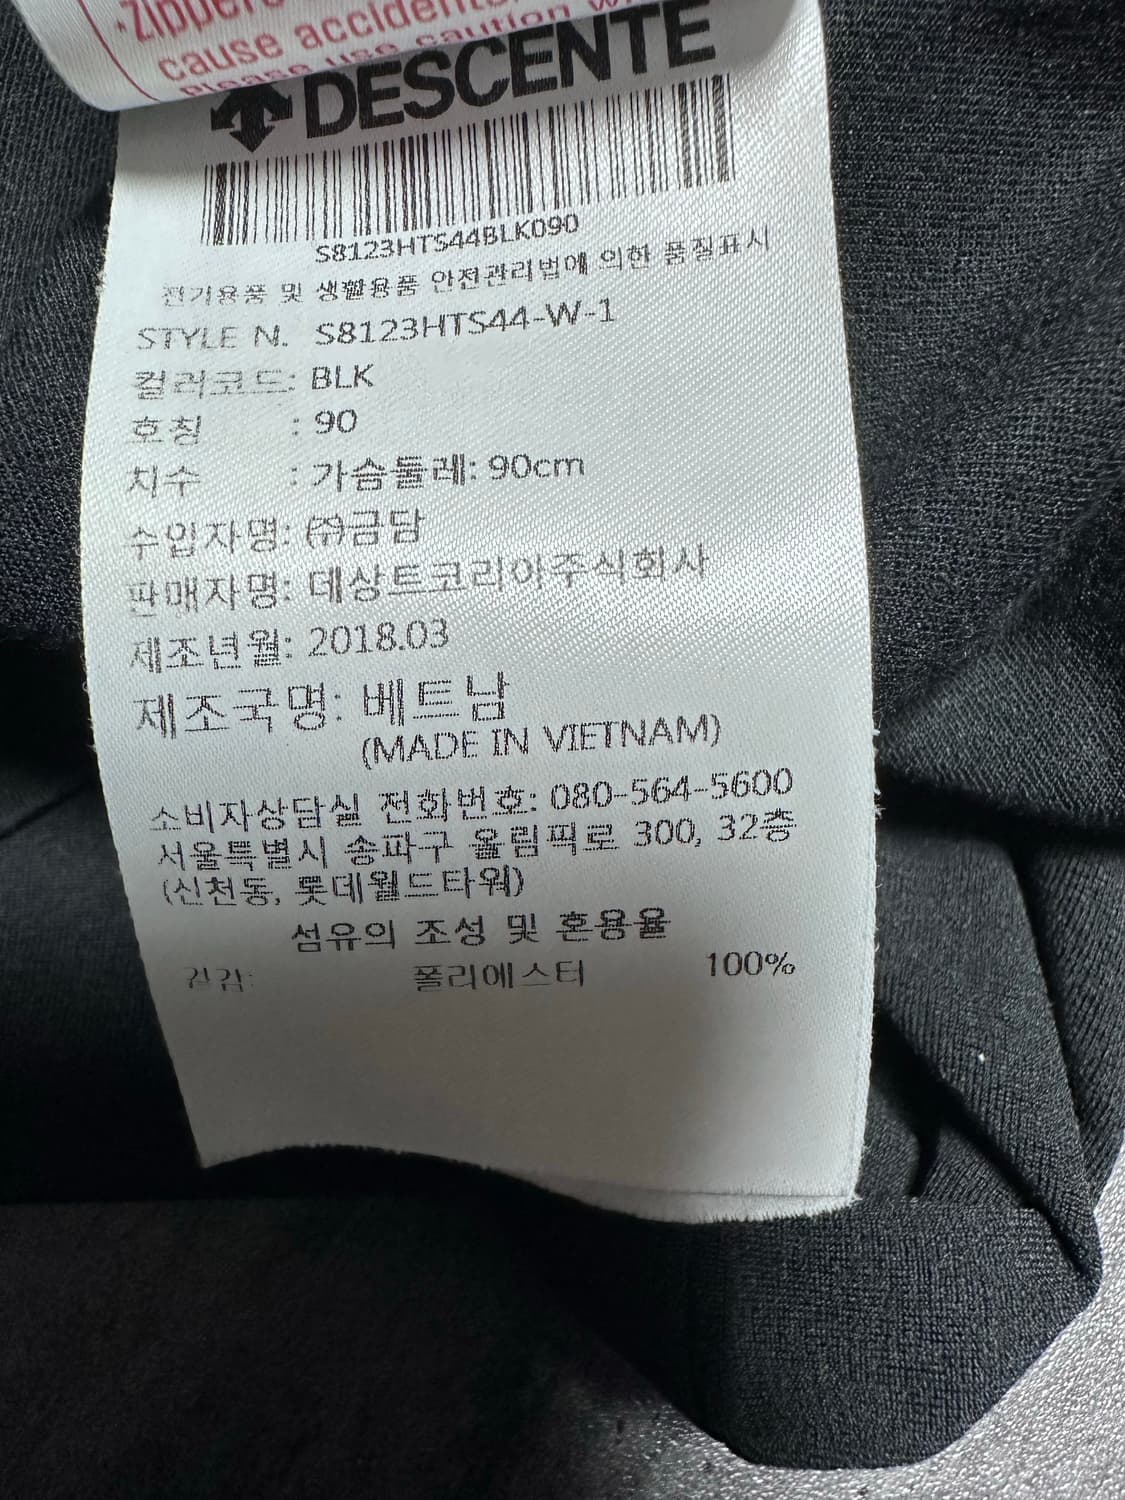 zippers
cause accidents.
Please use caution w
DESCENTE
S8123HTS44BLK090
전기용품 및 생활용품 안전관리법에 의한 품질표시
STYLE N. S8123HTS44-W-1
컬러코드: BLK
호칭 : 90
치수 : 가슴둘레: 90cm
수입자명: ㈜금담
판매자명: 데상트코리아주식회사
제조년월: 2018.03
제조국명: 베트남
(MADE IN VIETNAM)
소비자상담실 전화번호: 080-564-5600
서울특별시 송파구 올림픽로 300, 32층
(신천동, 롯데월드타워)
섬유의 조성 및 혼용율
겉감: 폴리에스터 100%